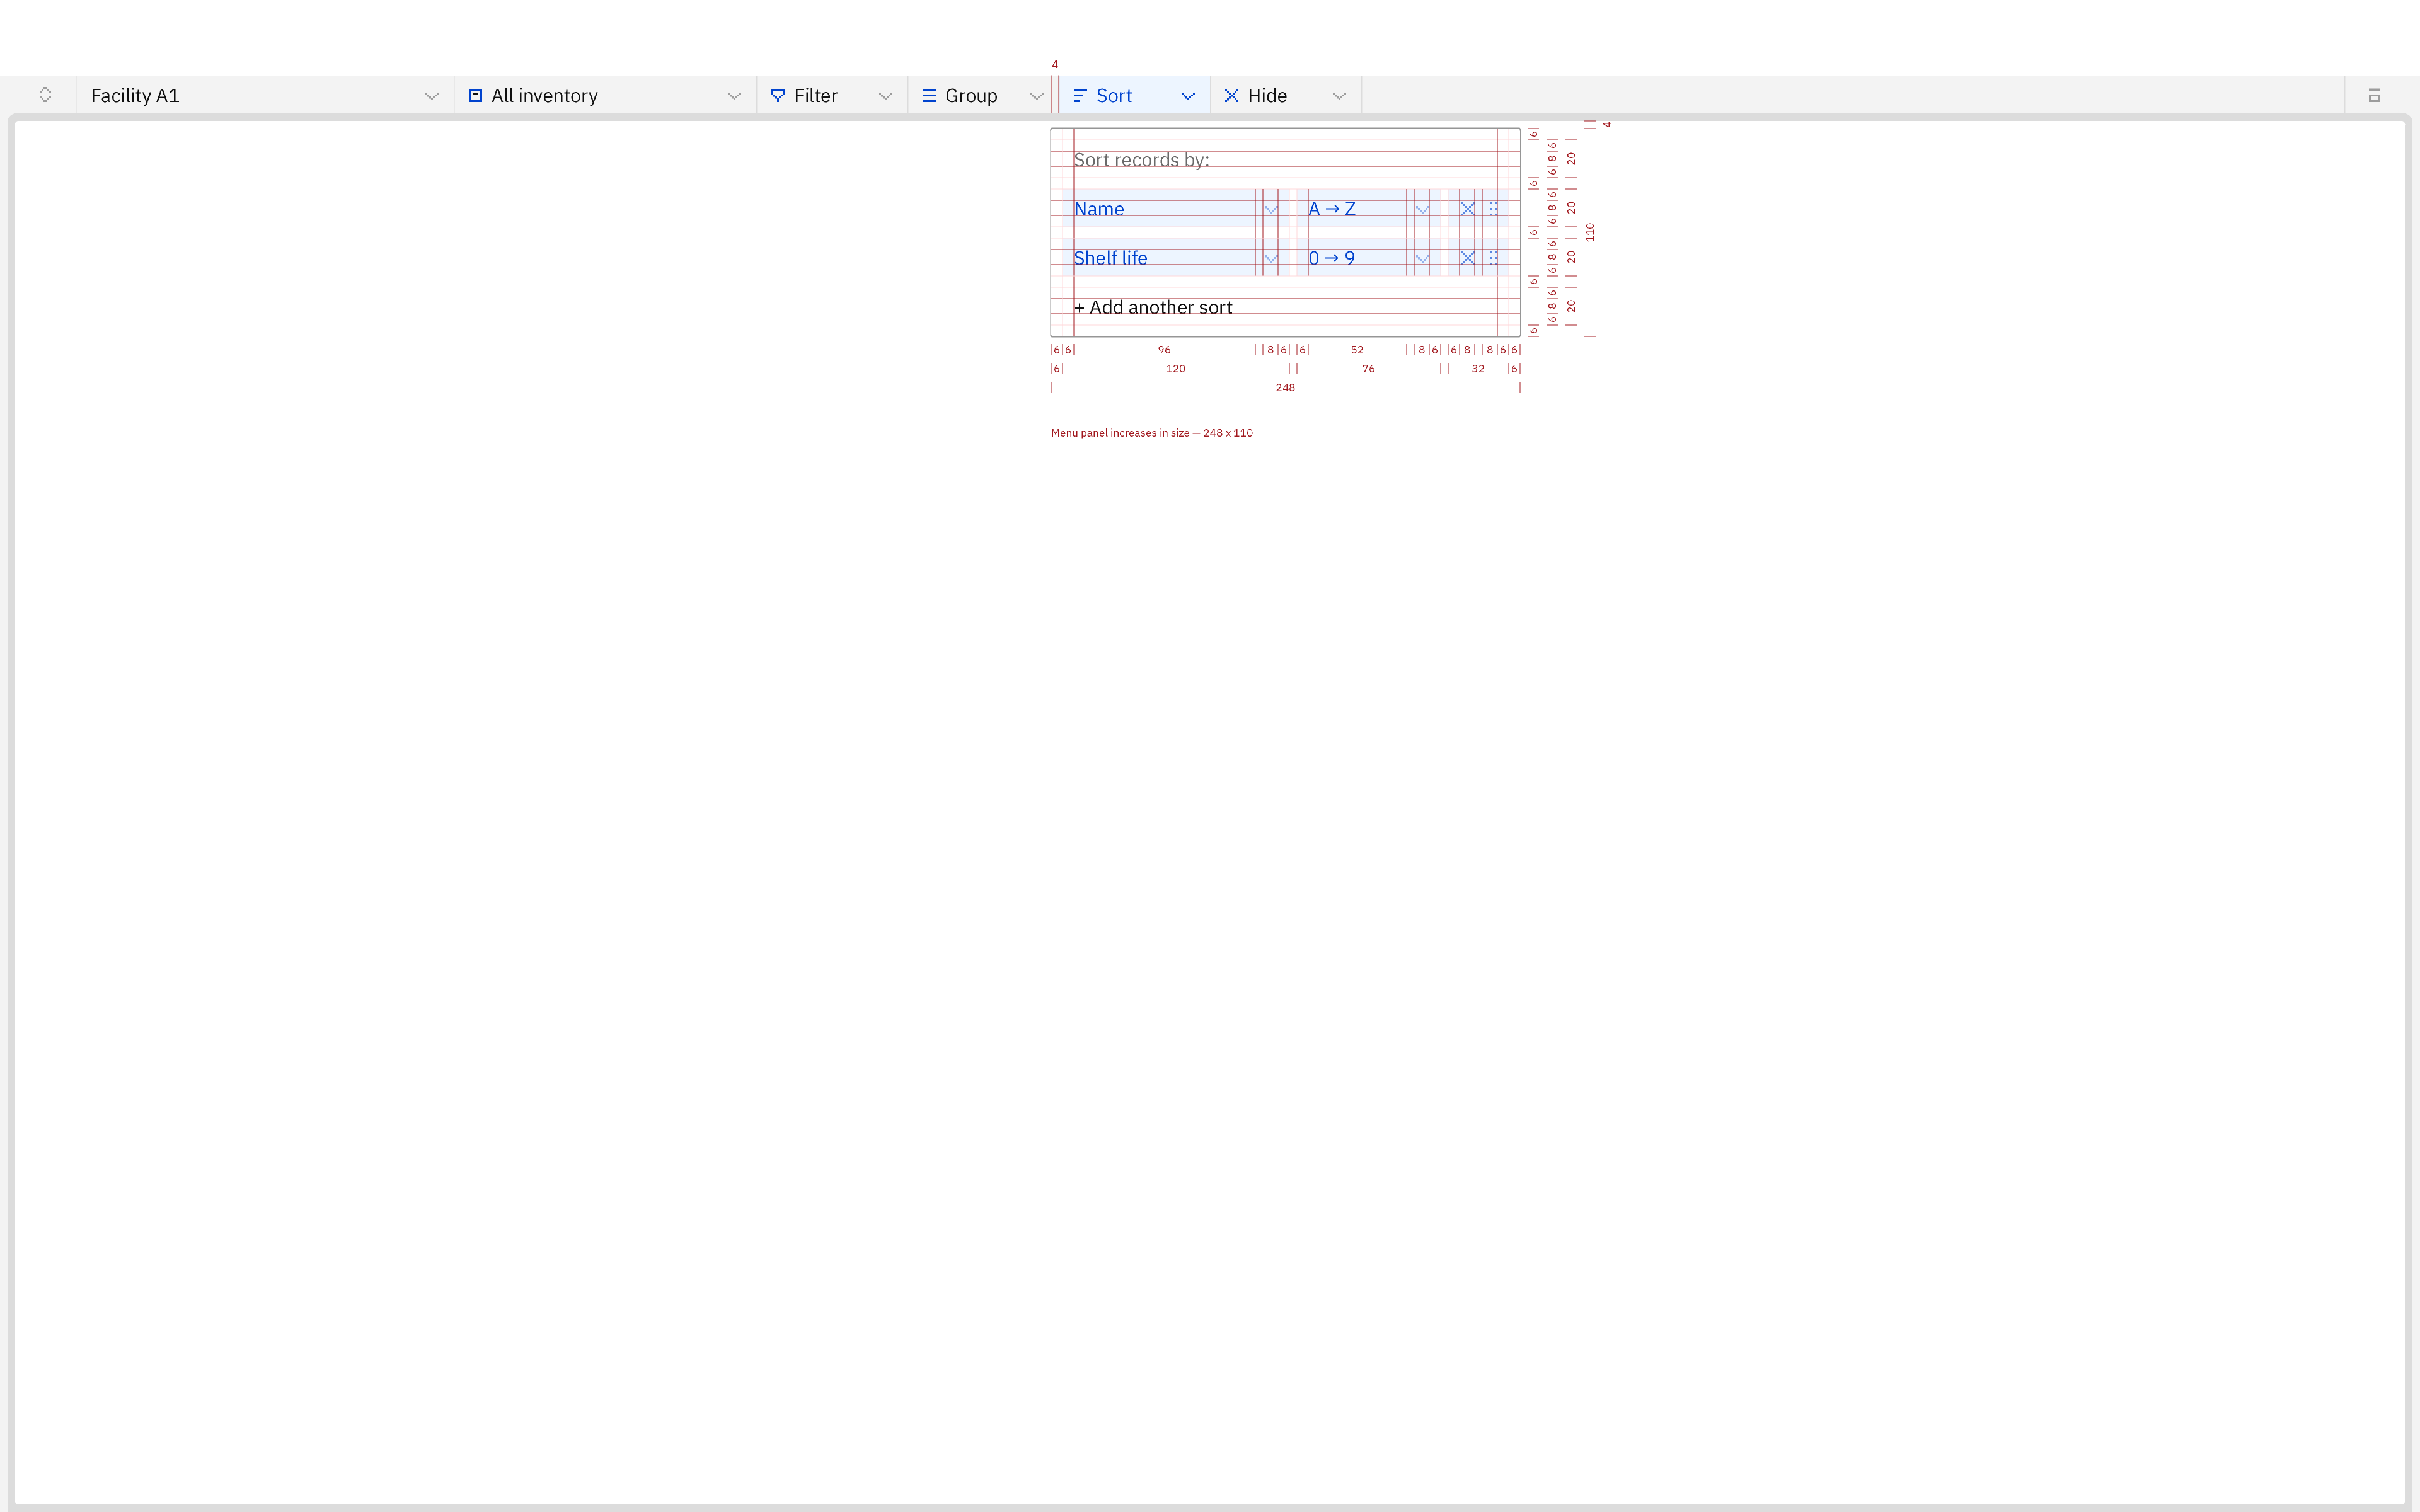 4
Facility A1 All inventory Filter Group Sort Hide
4
Sort records by:
Name A → Z
Shelf life 0 → 9
+ Add another sort
6 6 6 6 6
6 8 6 6 8 6 6 8 6 6 8 6
20 20 20 20
110
6 6 96 8 6 6 52 8 6 6 8 8 6 6
6 120 76 32 6
248
Menu panel increases in size — 248 x 110